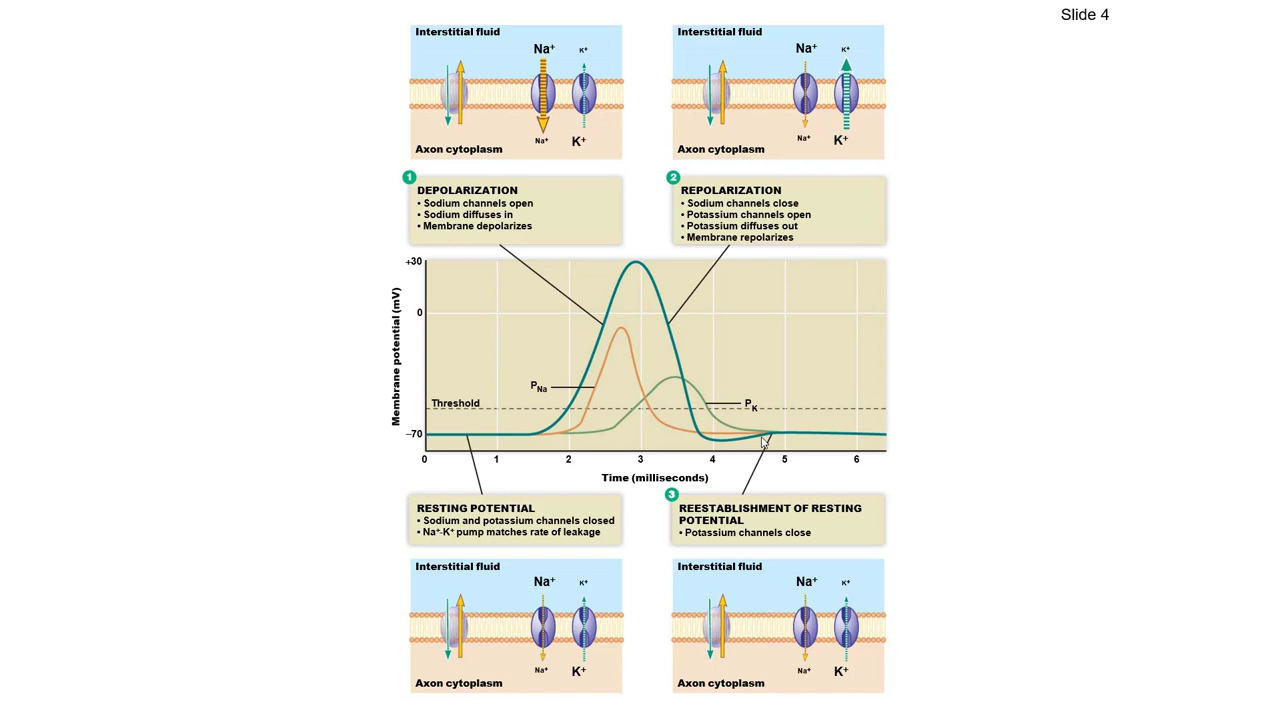 Slide 4
Interstitial fluid
Na⁺
K⁺
Na⁺
K⁺
Axon cytoplasm
Interstitial fluid
Na⁺
K⁺
Na⁺
K⁺
Axon cytoplasm
1
DEPOLARIZATION
• Sodium channels open
• Sodium diffuses in
• Membrane depolarizes
2
REPOLARIZATION
• Sodium channels close
• Potassium channels open
• Potassium diffuses out
• Membrane repolarizes
Membrane potential (mV)
+30
0
–70
Threshold
PNa
PK
0 1 2 3 4 5 6
Time (milliseconds)
RESTING POTENTIAL
• Sodium and potassium channels closed
• Na⁺-K⁺ pump matches rate of leakage
3
REESTABLISHMENT OF RESTING
POTENTIAL
• Potassium channels close
Interstitial fluid
Na⁺
K⁺
Na⁺
K⁺
Axon cytoplasm
Interstitial fluid
Na⁺
K⁺
Na⁺
K⁺
Axon cytoplasm